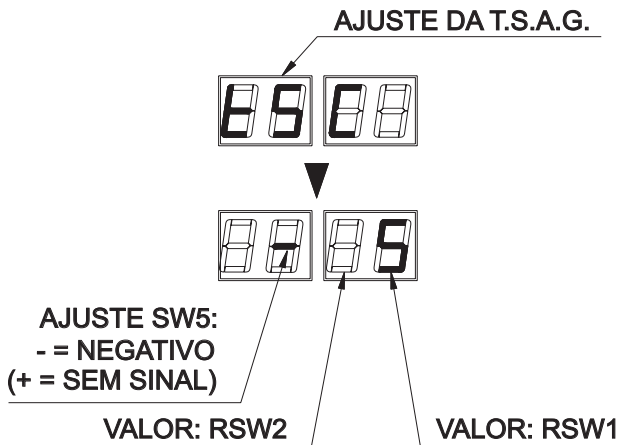 AJUSTE DA T.S.A.G.
tSC
- 5
AJUSTE SW5:
- = NEGATIVO
(+ = SEM SINAL)
VALOR: RSW2
VALOR: RSW1